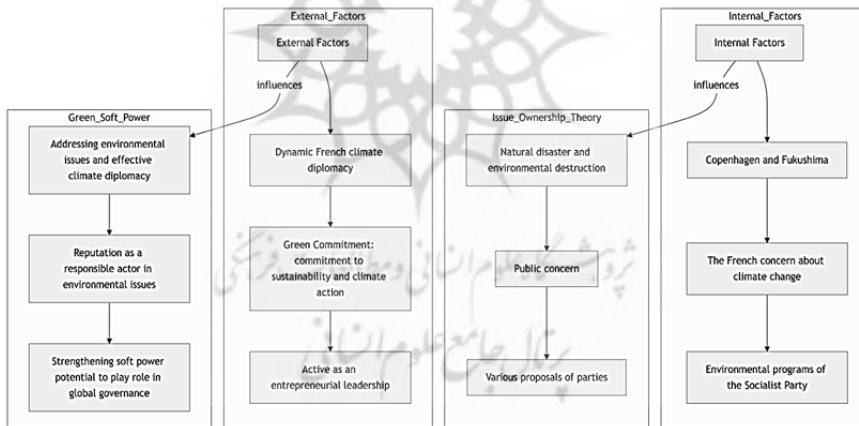 External_Factors
External Factors
influences
Internal_Factors
Internal Factors
influences
Green_Soft_Power
Addressing environmental
issues and effective
climate diplomacy
Reputation as a
responsible actor in
environmental issues
Strengthening soft power
potential to play role in
global governance
Dynamic French climate
diplomacy
Green Commitment:
commitment to
sustainability and climate
action
Active as an
entrepreneurial leadership
Issue_Ownership_Theory
Natural disaster and
environmental destruction
Public concern
Various proposals of parties
Copenhagen and Fukushima
The French concern about
climate change
Environmental programs of
the Socialist Party
پرتال جامع علوم انسانی